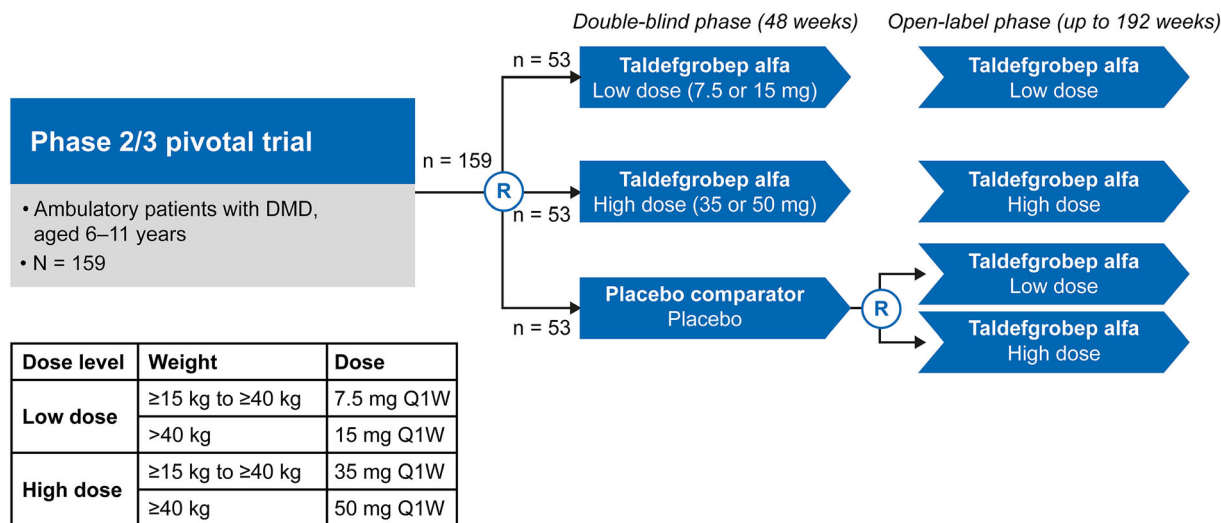 Double-blind phase (48 weeks)
Open-label phase (up to 192 weeks)
Phase 2/3 pivotal trial
• Ambulatory patients with DMD,
aged 6–11 years
• N = 159
n = 159
R
n = 53
Taldefgrobep alfa
Low dose (7.5 or 15 mg)
Taldefgrobep alfa
Low dose
n = 53
Taldefgrobep alfa
High dose (35 or 50 mg)
Taldefgrobep alfa
High dose
n = 53
Placebo comparator
Placebo
R
Taldefgrobep alfa
Low dose
Taldefgrobep alfa
High dose
Dose level Weight Dose
Low dose
≥15 kg to ≥40 kg 7.5 mg Q1W
>40 kg 15 mg Q1W
High dose
≥15 kg to ≥40 kg 35 mg Q1W
≥40 kg 50 mg Q1W